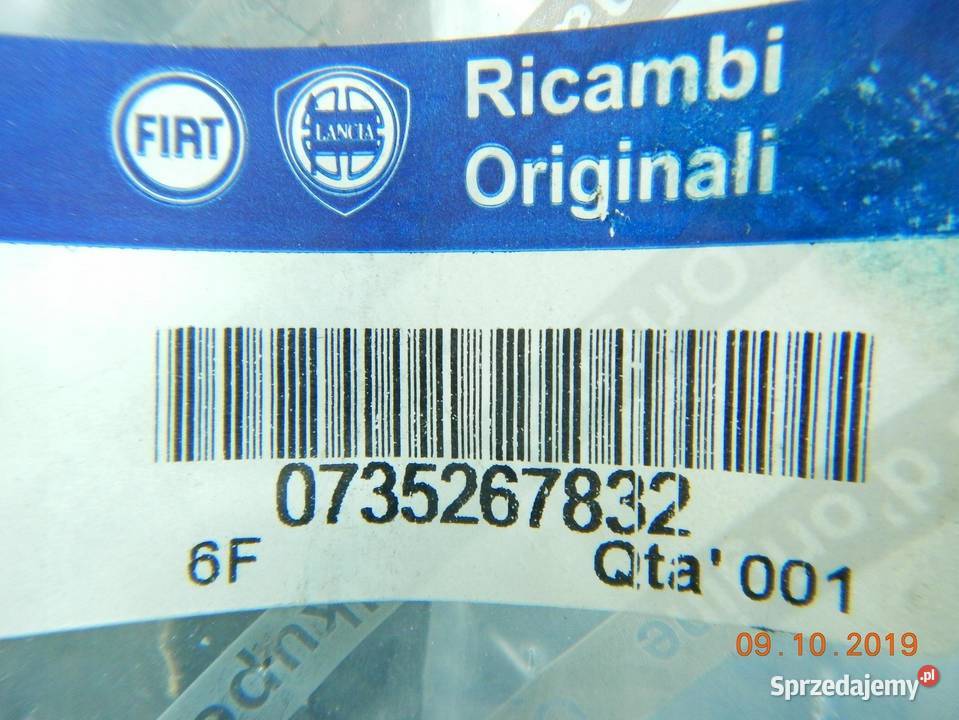 FIAT
LANCIA
Ricambi
Originali
0735267832
6F
Qta' 001
09.10.2019
Sprzedajemy.pl